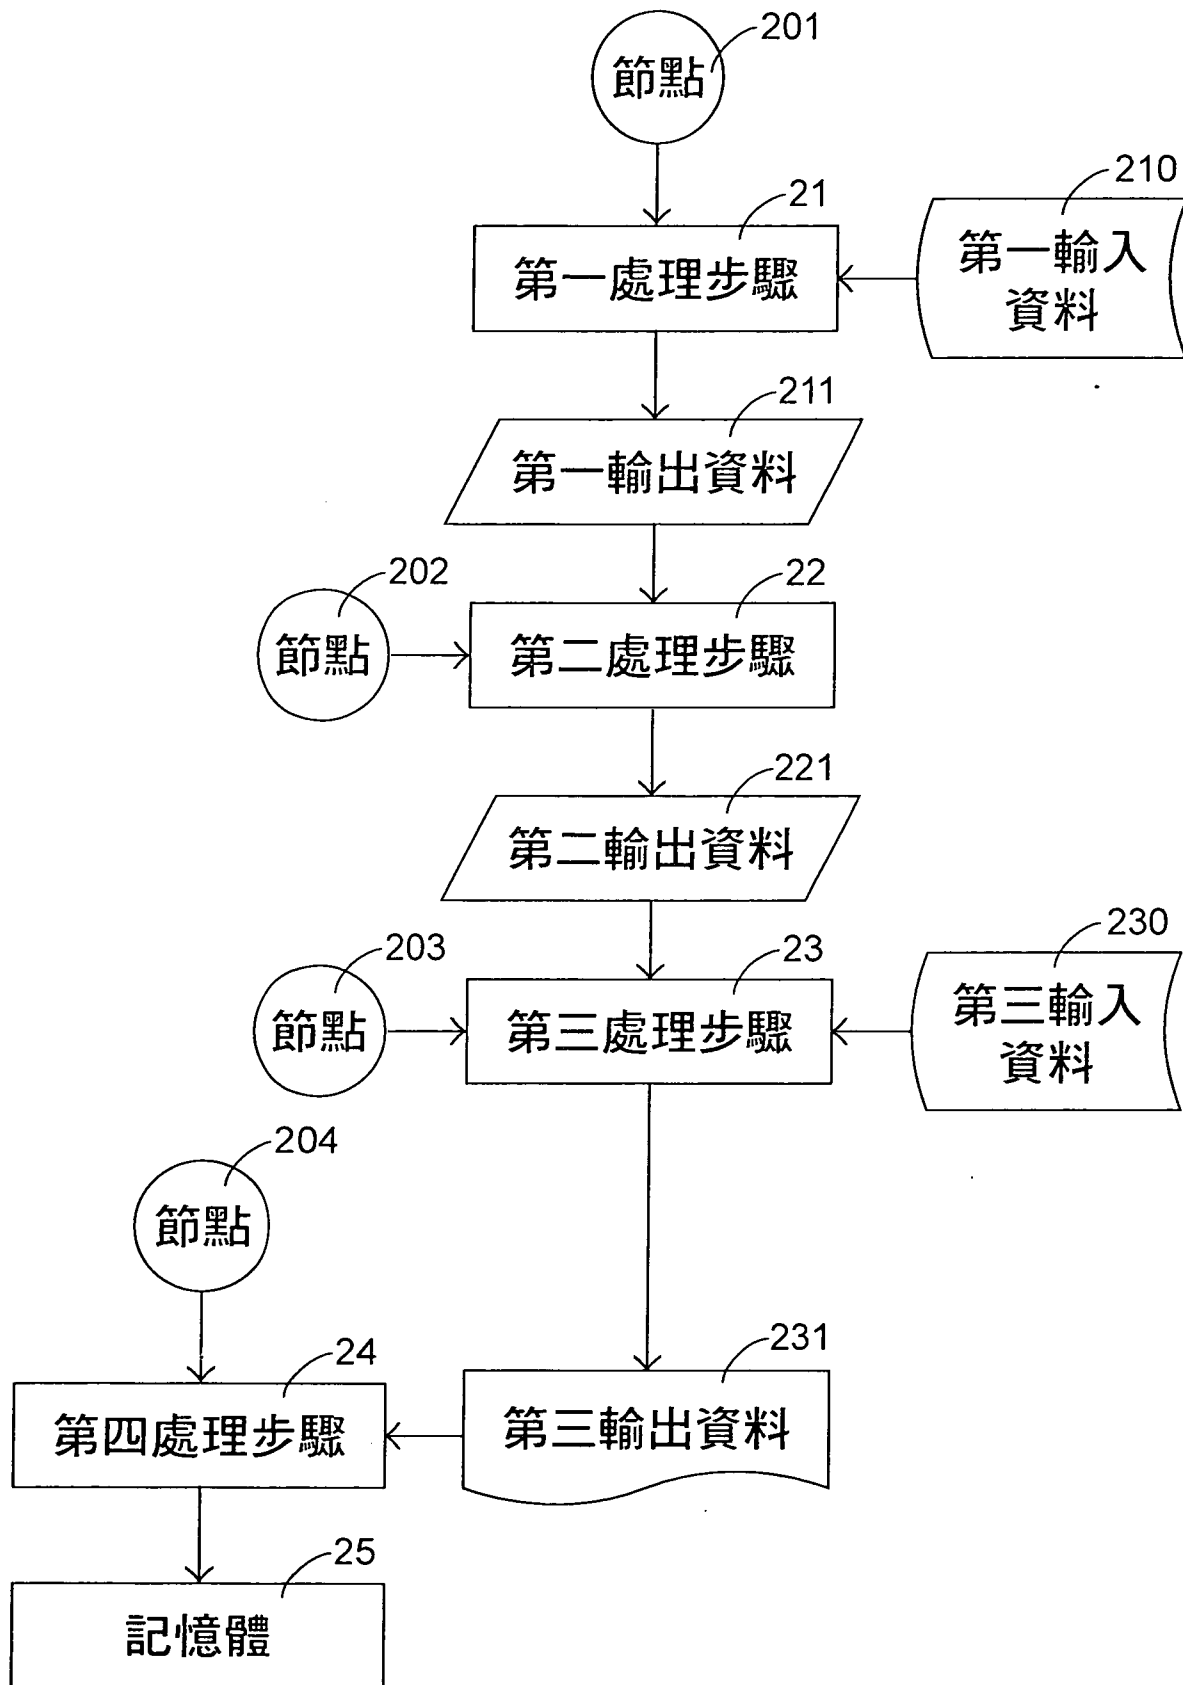 201
節點
21
第一處理步驟
210
第一輸入
資料
211
第一輸出資料
202
節點
22
第二處理步驟
221
第二輸出資料
203
節點
23
第三處理步驟
230
第三輸入
資料
204
節點
24
第四處理步驟
231
第三輸出資料
25
記憶體